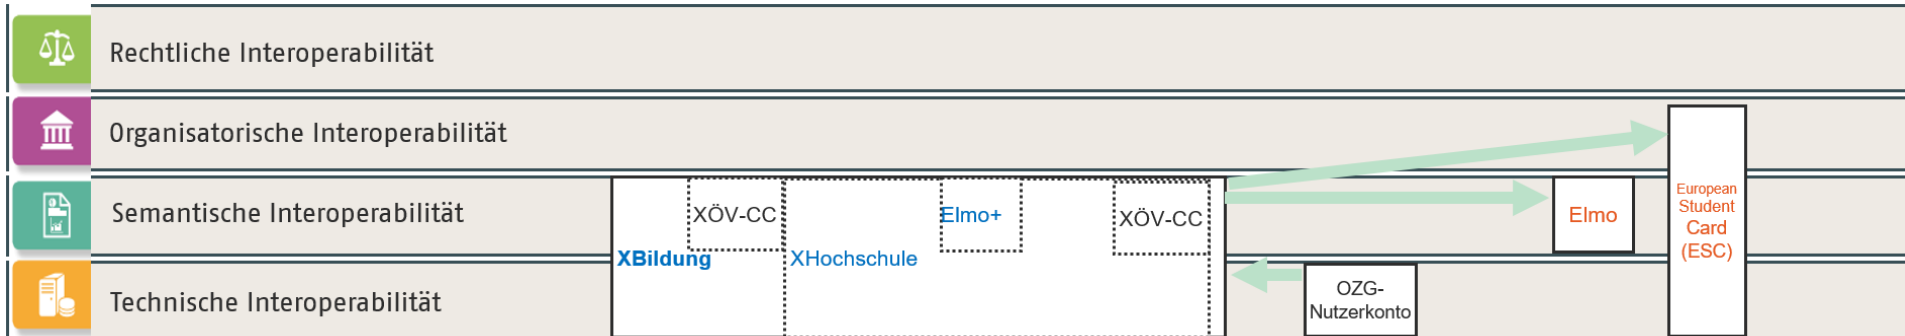 Rechtliche Interoperabilität
Organisatorische Interoperabilität
Semantische Interoperabilität
XÖV-CC
Elmo+
XÖV-CC
Elmo
European
Student
Card
(ESC)
XBildung
XHochschule
Technische Interoperabilität
OZG-
Nutzerkonto